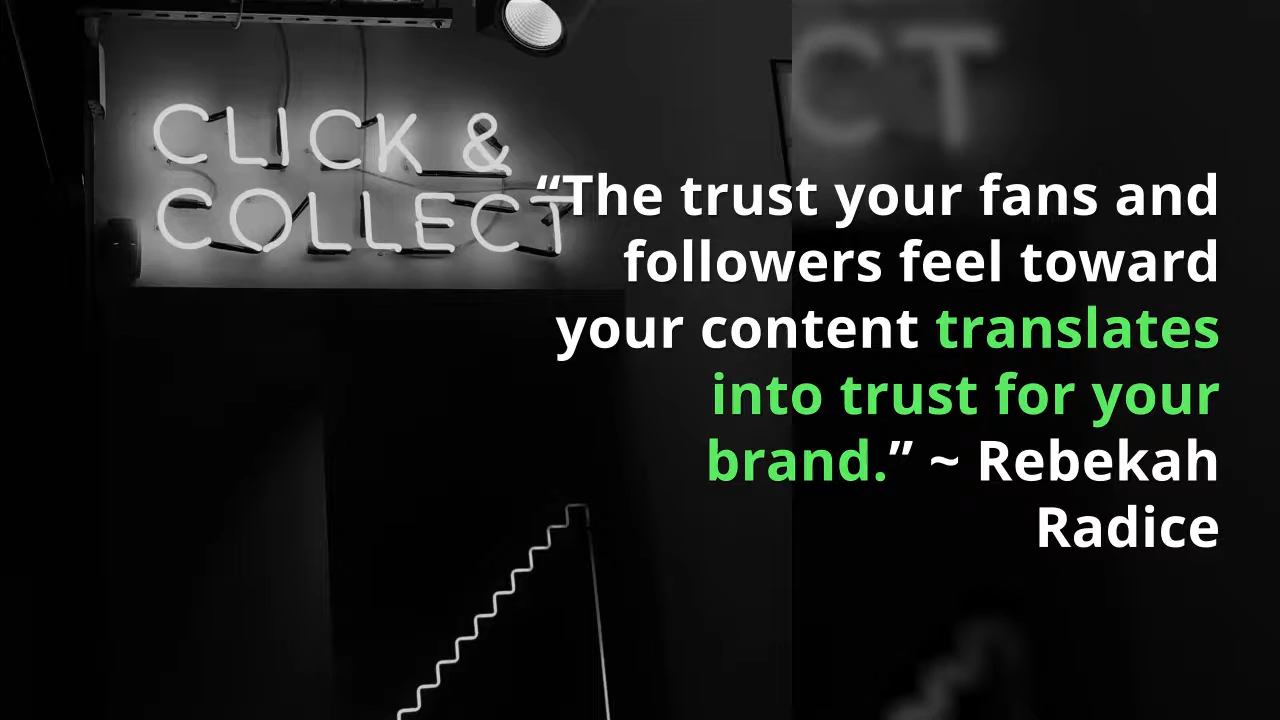 CLICK &
COLLECT
CT
“The trust your fans and
followers feel toward
your content translates
into trust for your
brand.” ~ Rebekah
Radice